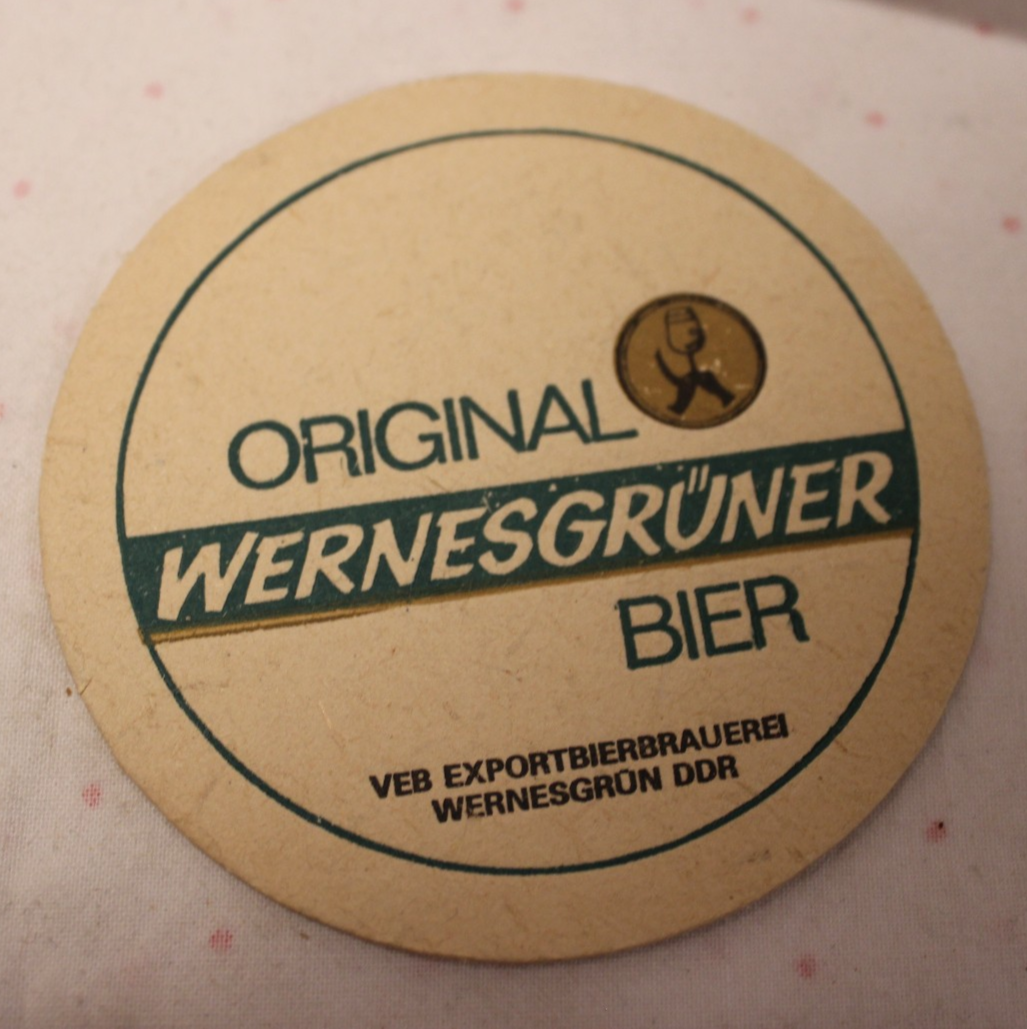 ORIGINAL
WERNESGRÜNER
BIER
VEB EXPORTBIERBRAUEREI
WERNESGRÜN DDR